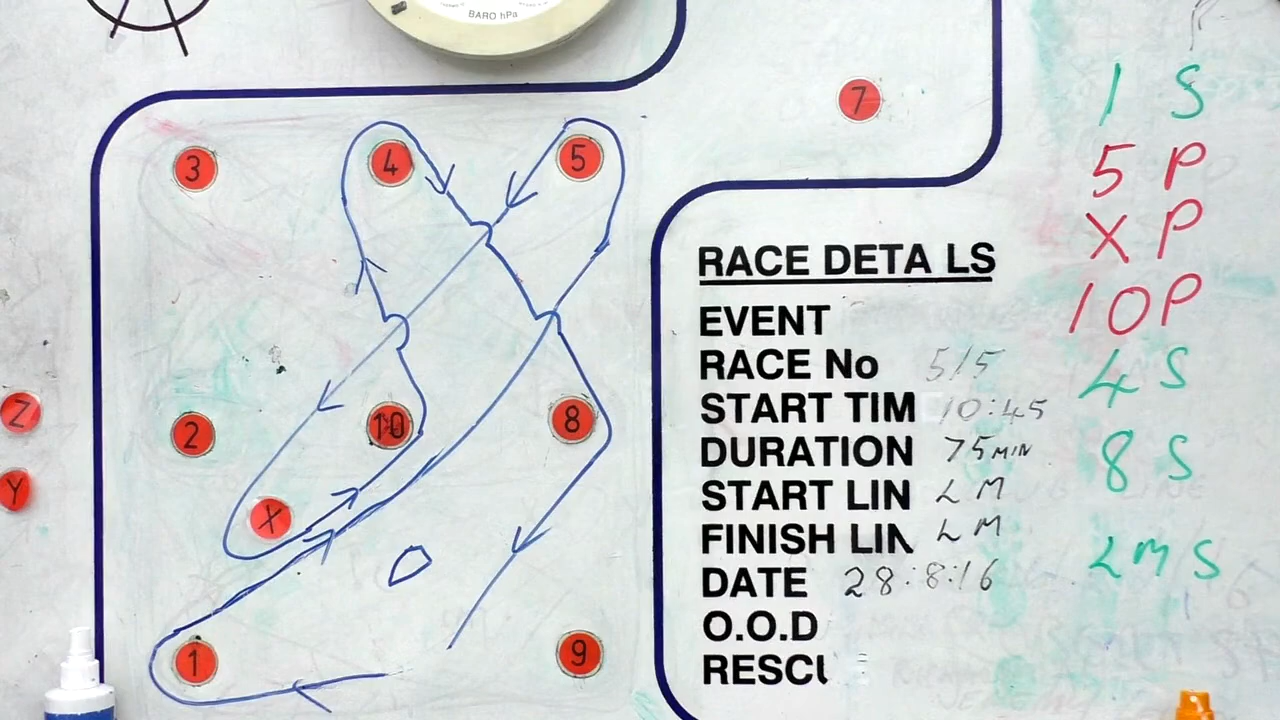 BARO hPa
7
3
4
5
2
10
8
X
Z
Y
1
9
RACE DETA LS
EVENT
RACE No 5/5
START TIM 10:45
DURATION 75MIN
START LIN LM
FINISH LIN LM
DATE 28:8:16
O.O.D
RESCU
1 S
5 P
X P
10 P
4 S
8 S
LM S